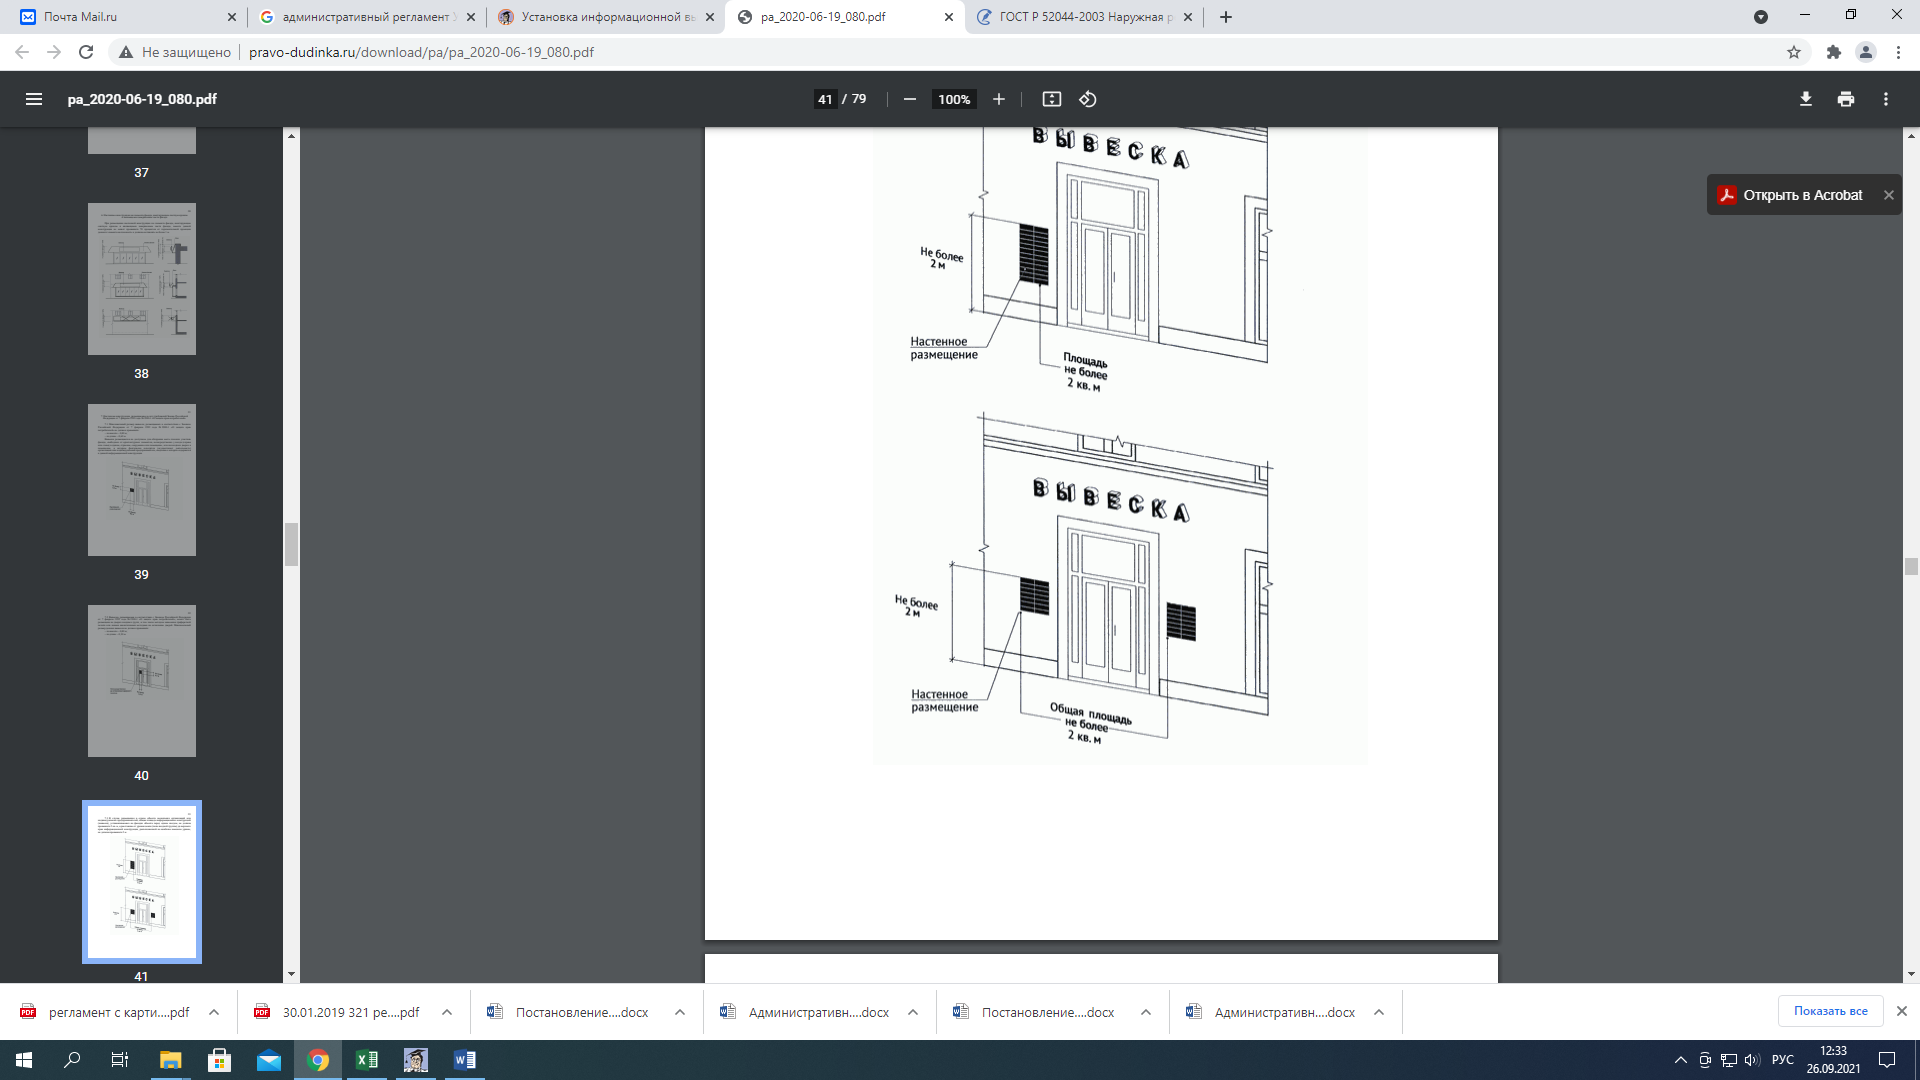 Почта Mail.ru
административный регламент У
Установка информационной вы
pa_2020-06-19_080.pdf
ГОСТ Р 52044-2003 Наружная р
Не защищено
pravo-dudinka.ru/download/pa/pa_2020-06-19_080.pdf
pa_2020-06-19_080.pdf
41 / 79
100%
Открыть в Acrobat
37
38
39
40
41
ВЫВЕСКА
Не более
2 м
Настенное
размещение
Площадь
не более
2 кв. м
ВЫВЕСКА
Не более
2 м
Настенное
размещение
Общая площадь
не более
2 кв. м
регламент с карти....pdf
30.01.2019 321 ре....pdf
Постановление....docx
Административн....docx
Постановление....docx
Административн....docx
Показать все
РУС
12:33
26.09.2021